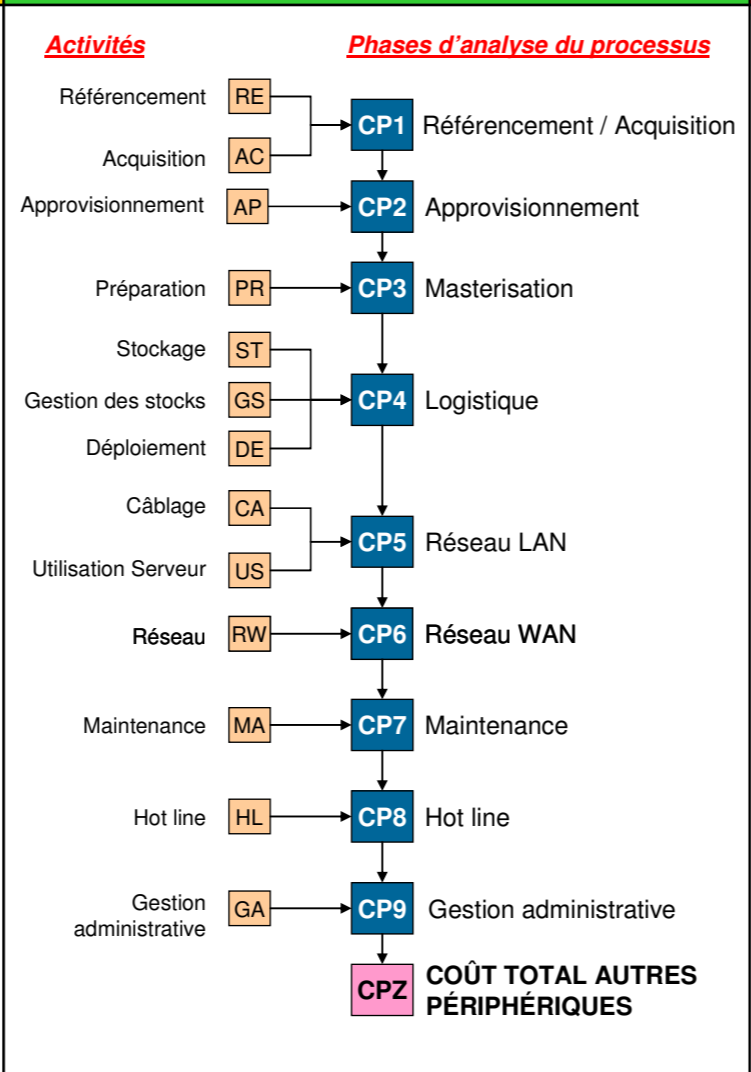 Activités Phases d’analyse du processus
Référencement RE
CP1 Référencement / Acquisition
Acquisition AC
Approvisionnement AP CP2 Approvisionnement
Préparation PR CP3 Masterisation
Stockage ST
Gestion des stocks GS CP4 Logistique
Déploiement DE
Câblage CA
CP5 Réseau LAN
Utilisation Serveur US
Réseau RW CP6 Réseau WAN
Maintenance MA CP7 Maintenance
Hot line HL CP8 Hot line
Gestion
administrative GA CP9 Gestion administrative
CPZ COÛT TOTAL AUTRES
PÉRIPHÉRIQUES